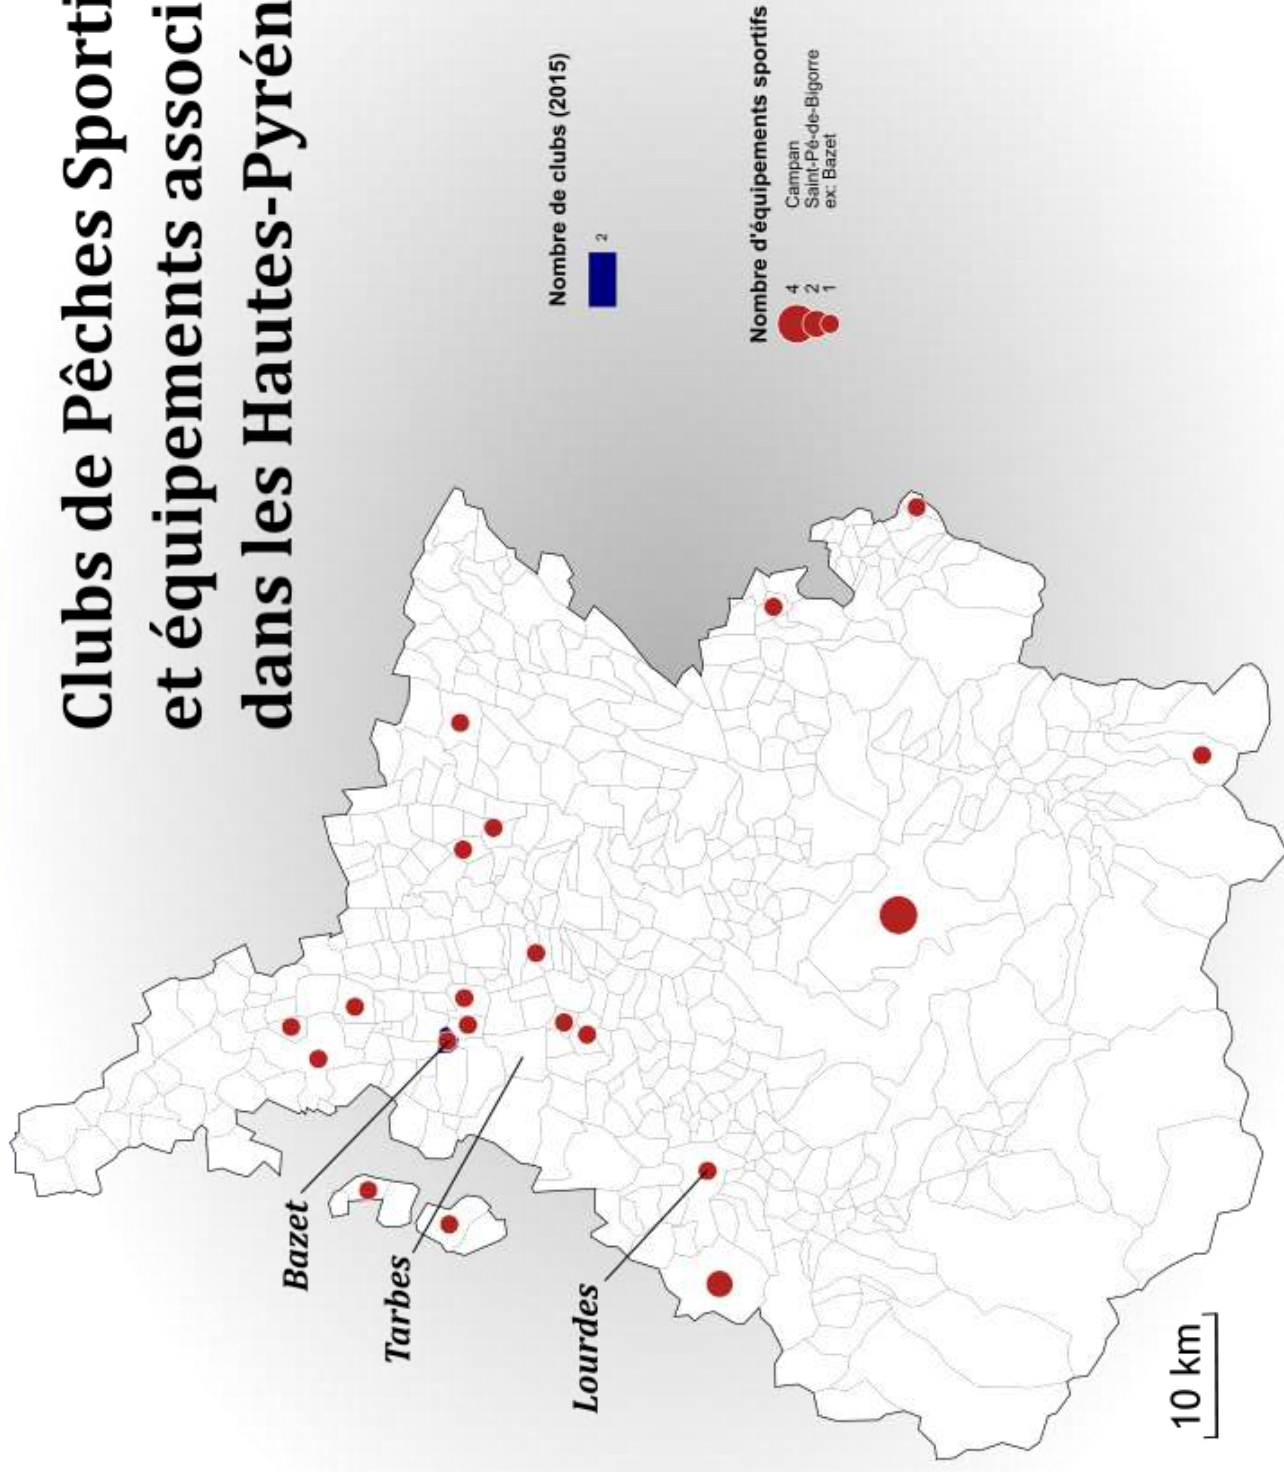 Clubs de Pêches Sporti
et équipements associ
dans les Hautes-Pyrén
Nombre de clubs (2015)
2
Nombre d'équipements sportifs
4 Campan
2 Saint-Pé-de-Bigorre
1 ex: Bazet
Bazet
Tarbes
Lourdes
10 km